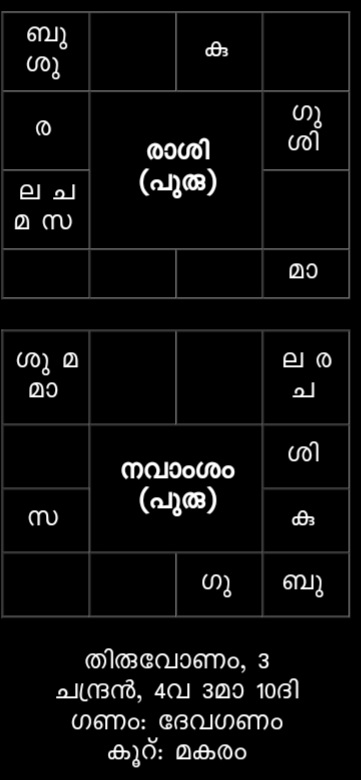 ബു
ശു
കു
ര
ഗു
ശി
രാശി
(പുരു)
ല ച
മ സ
മാ
ശു മ
മാ
ല ര
ച
ശി
നവാംശം
(പുരു)
സ
കു
ഗു
ബു
തിരുവോണം, 3
ചന്ദ്രൻ, 4വ 3മാ 10ദി
ഗണം: ദേവഗണം
കൂറ്: മകരം